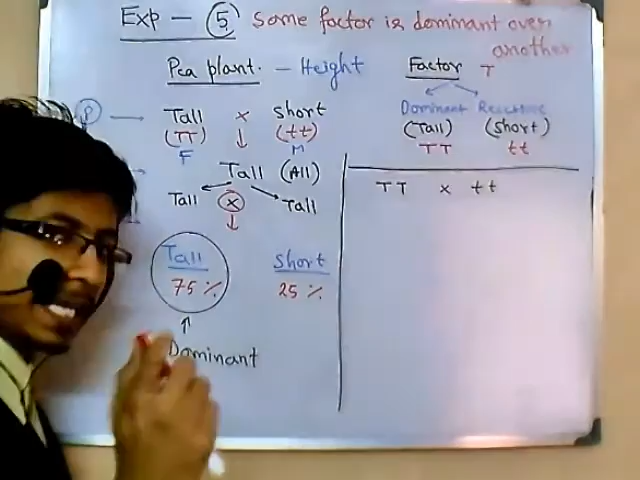 Exp - 5 Some factor is dominant over
another
Pea plant. - Height
Factor T
P Tall x short
Dominant Recessive
(TT) (tt)
(Tall) (short)
F M
TT tt
Tall (All)
Tall x Tall
TT x tt
Tall short
75% 25%
Dominant